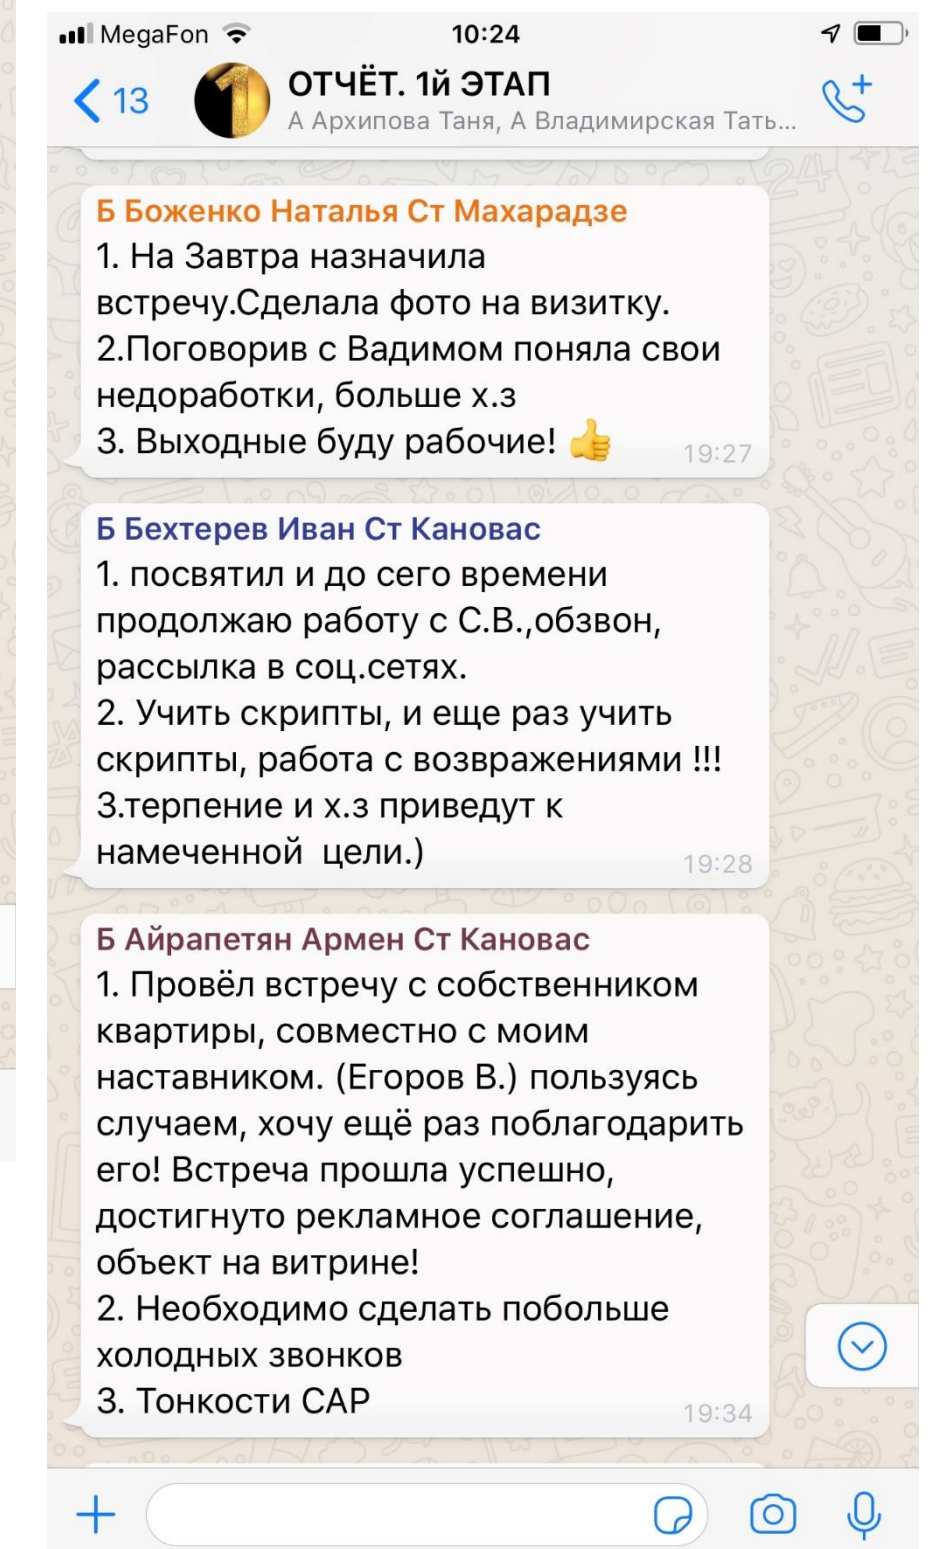 MegaFon 10:24
13
ОТЧЁТ. 1й ЭТАП
А Архипова Таня, А Владимирская Тать...
Б Боженко Наталья Ст Махарадзе
1. На Завтра назначила
встречу.Сделала фото на визитку.
2.Поговорив с Вадимом поняла свои
недоработки, больше х.з
3. Выходные буду рабочие! 👍
19:27
Б Бехтерев Иван Ст Кановас
1. посвятил и до сего времени
продолжаю работу с С.В.,обзвон,
рассылка в соц.сетях.
2. Учить скрипты, и еще раз учить
скрипты, работа с возвражениями !!!
3.терпение и х.з приведут к
намеченной  цели.)
19:28
Б Айрапетян Армен Ст Кановас
1. Провёл встречу с собственником
квартиры, совместно с моим
наставником. (Егоров В.) пользуясь
случаем, хочу ещё раз поблагодарить
его! Встреча прошла успешно,
достигнуто рекламное соглашение,
объект на витрине!
2. Необходимо сделать побольше
холодных звонков
3. Тонкости САР
19:34